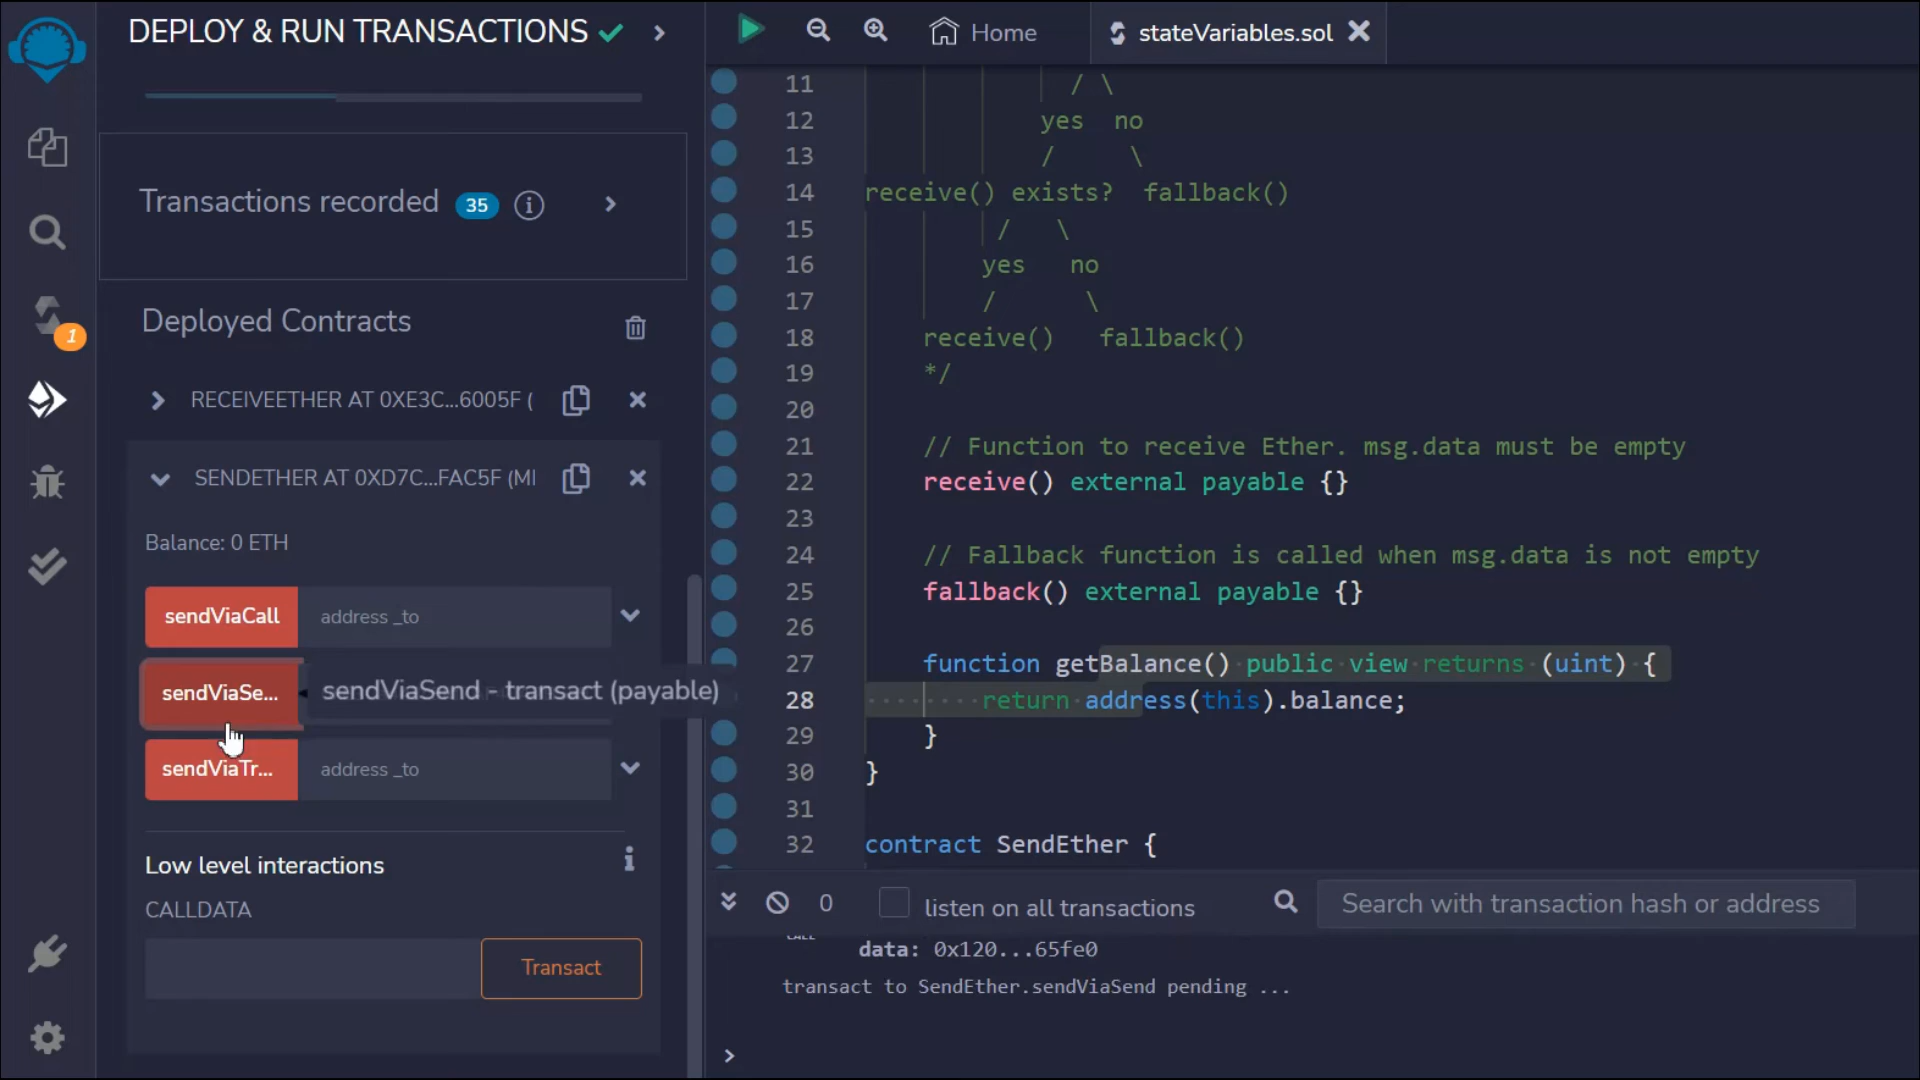 DEPLOY & RUN TRANSACTIONS
Transactions recorded 35
Deployed Contracts
1
RECEIVEETHER AT 0XE3C...6005F (
SENDETHER AT 0XD7C...FAC5F (MI
Balance: 0 ETH
sendViaCall address _to
sendViaSe... sendViaSend - transact (payable)
sendViaTr... address _to
Low level interactions
CALLDATA
Transact
Home stateVariables.sol
11 / \
12 yes no
13 / \
14 receive() exists? fallback()
15 / \
16 yes no
17 / \
18 receive() fallback()
19 */
20
21 // Function to receive Ether. msg.data must be empty
22 receive() external payable {}
23
24 // Fallback function is called when msg.data is not empty
25 fallback() external payable {}
26
27 function getBalance() public view returns (uint) {
28 return address(this).balance;
29 }
30 }
31
32 contract SendEther {
0 listen on all transactions Search with transaction hash or address
data: 0x120...65fe0
transact to SendEther.sendViaSend pending ...
>